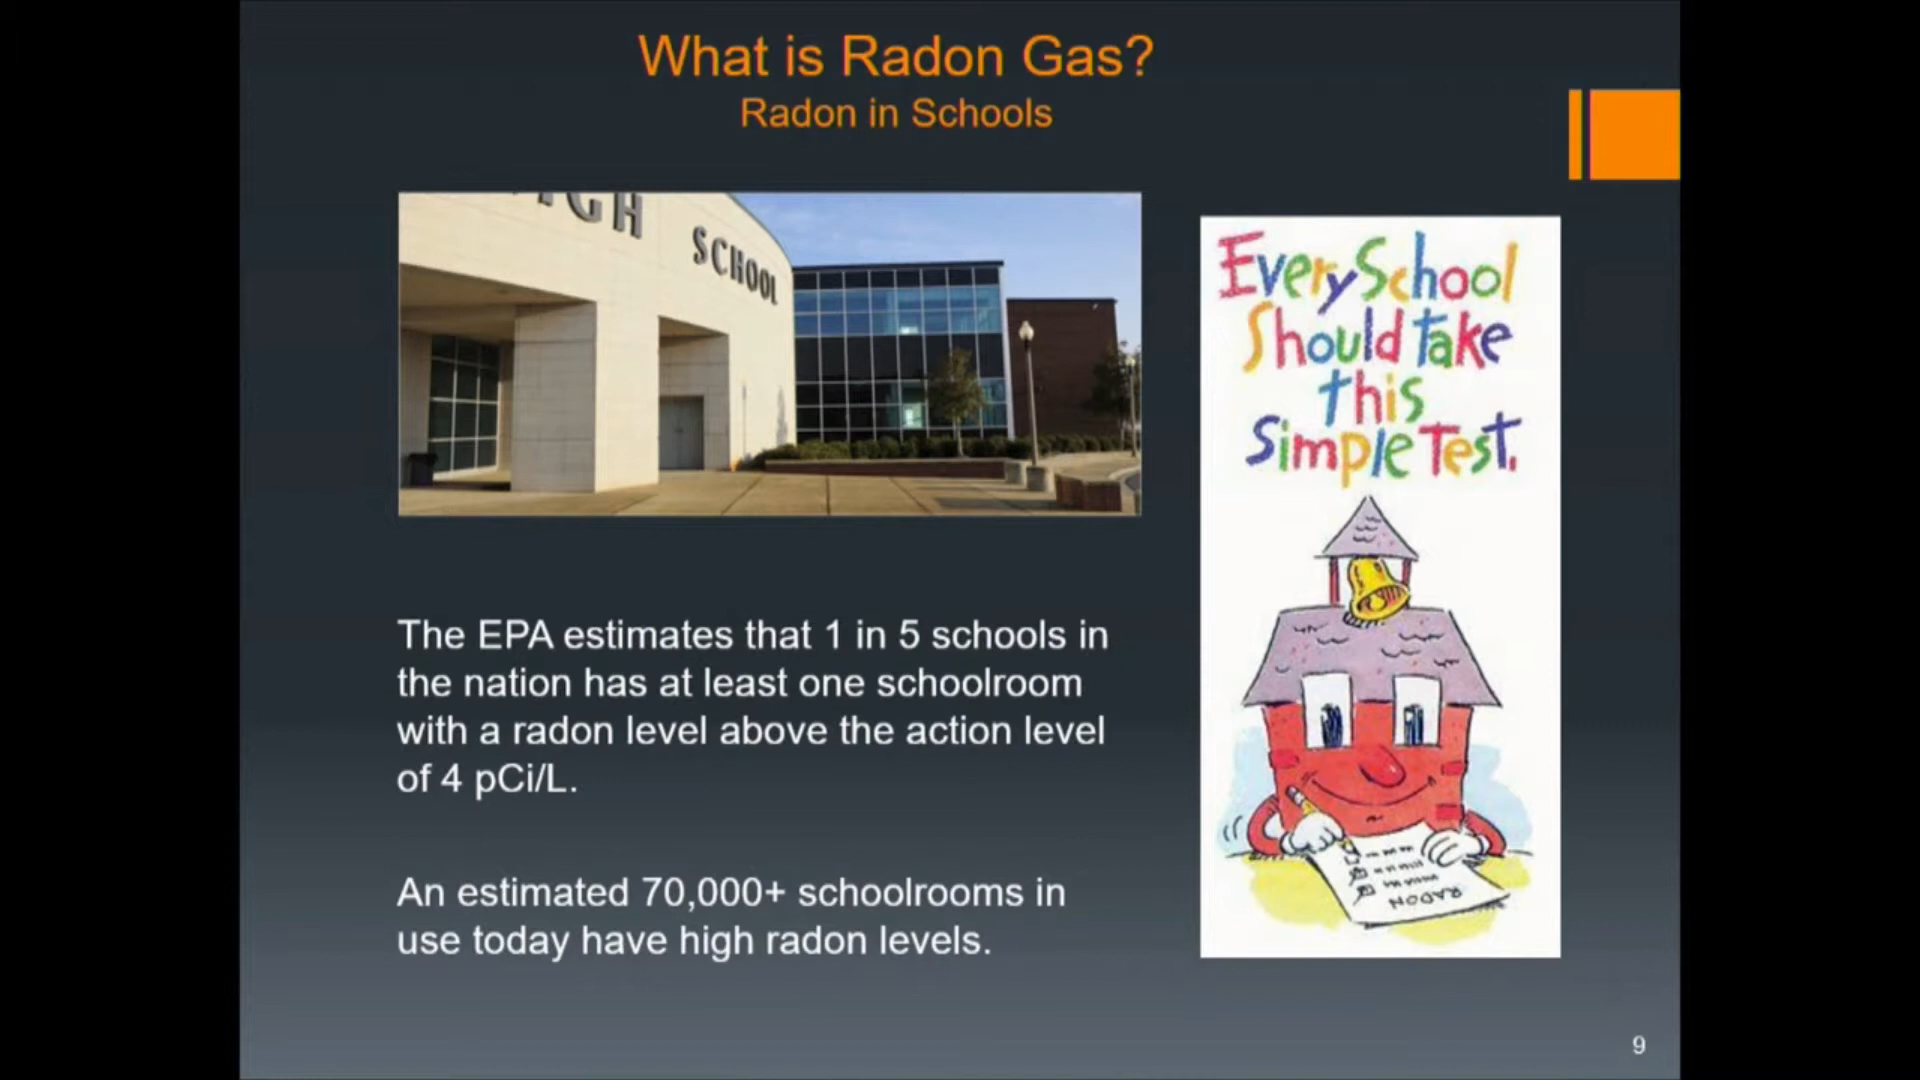 What is Radon Gas?
Radon in Schools
HIGH
SCHOOL
Every School
Should take
this
Simple Test.
RADON
The EPA estimates that 1 in 5 schools in
the nation has at least one schoolroom
with a radon level above the action level
of 4 pCi/L.
An estimated 70,000+ schoolrooms in
use today have high radon levels.
9